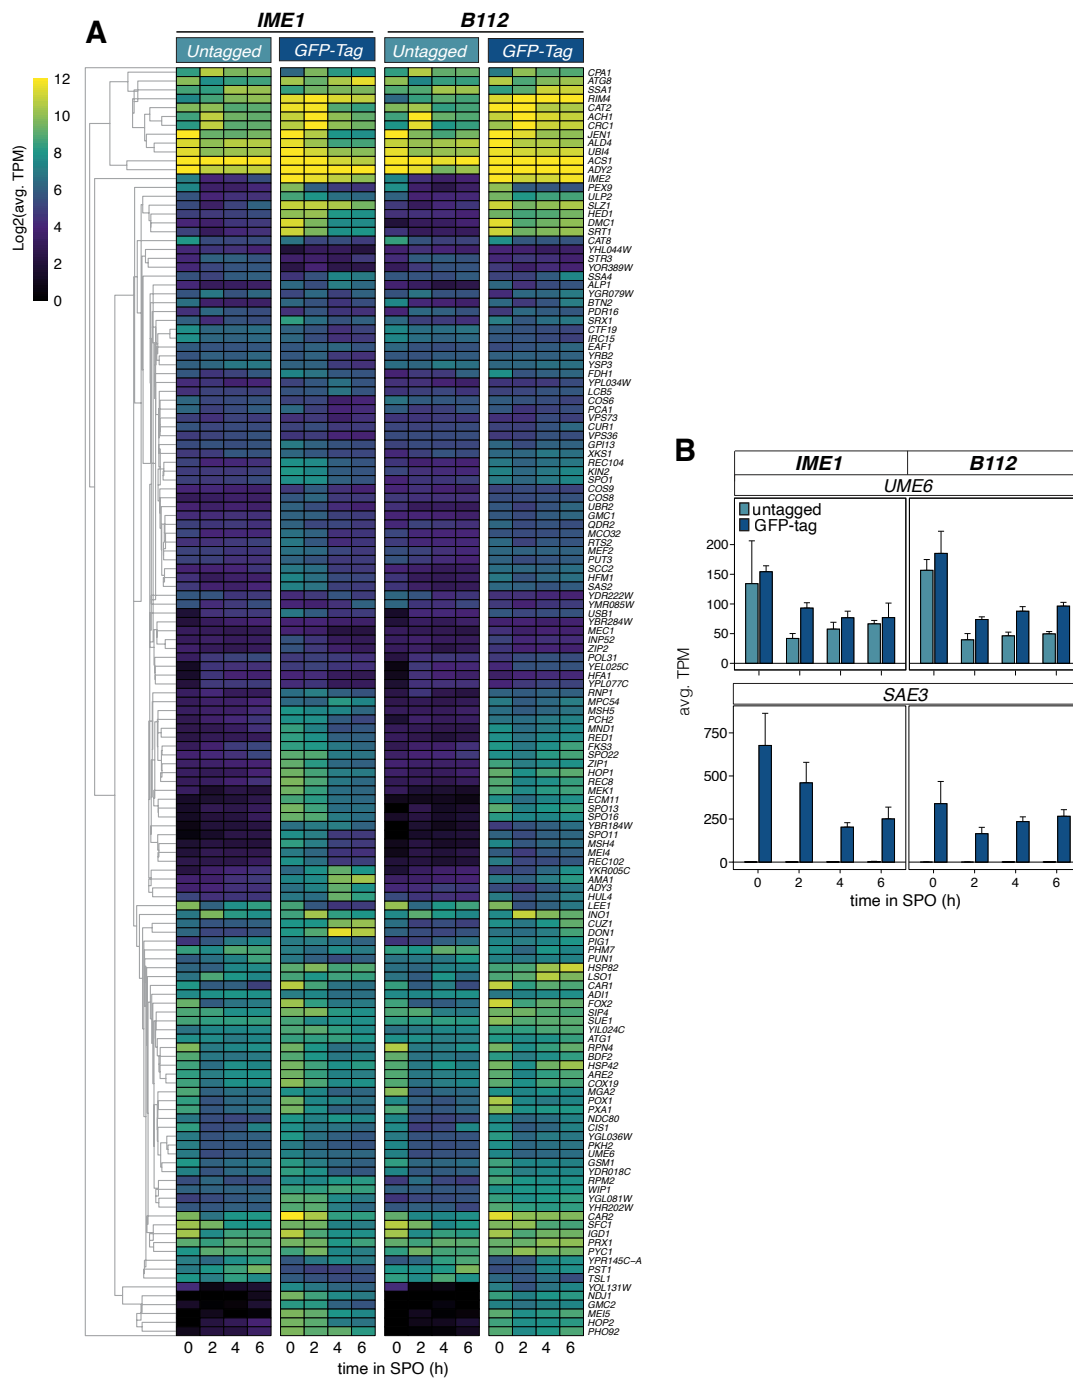 A
IME1
B112
Untagged
GFP-Tag
Untagged
GFP-Tag
Log2(avg. TPM)
12
10
8
6
4
2
0
CPA1
ATG8
SSA1
RIM4
CAT2
ACH1
CRC1
JEN1
ALD4
UBI4
ACS1
ADY2
IME2
PEX9
ULP2
SLZ1
HED1
DMC1
SRT1
CAT8
YHL044W
STR3
YOR389W
SSA4
ALP1
YGR079W
BTN2
PDR16
SRX1
CTF19
IRC15
EAF1
YRB2
YSP3
FDH1
YPL034W
LCB5
COS6
PCA1
VPS73
CUR1
VPS36
GPI13
XKS1
REC104
KIN2
SPO1
COS9
COS8
UBR2
GMC1
QDR2
MCO32
RTS2
MEF2
PUT3
SCC2
HFM1
SAS2
YDR222W
YMR085W
USB1
YBR284W
MEC1
INP52
ZIP2
POL31
YEL025C
HFA1
YPL077C
RNP1
MPC54
MSH5
PCH2
MND1
RED1
FKS3
SPO22
ZIP1
HOP1
REC8
MEK1
ECM11
SPO13
SPO16
YBR184W
SPO11
MSH4
MEI4
REC102
YKR005C
AMA1
ADY3
HUL4
LEE1
INO1
CUZ1
DON1
PIG1
PHM7
PUN1
HSP82
LSO1
CAR1
ADI1
FOX2
SIP4
SUE1
YIL024C
ATG1
RPN4
BDF2
HSP42
ARE2
COX19
MGA2
POX1
PXA1
NDC80
CIS1
YGL036W
PKH2
UME6
GSM1
YDR018C
RPM2
WIP1
YGL081W
YHR202W
CAR2
SFC1
IGD1
PRX1
PYC1
YPR145C-A
PST1
TSL1
YOL131W
NDJ1
GMC2
MEI5
HOP2
PHO92
0 2 4 6 0 2 4 6 0 2 4 6 0 2 4 6
time in SPO (h)
B
IME1
B112
UME6
untagged
GFP-tag
200
150
100
50
0
avg. TPM
SAE3
750
500
250
0
0 2 4 6 0 2 4 6
time in SPO (h)